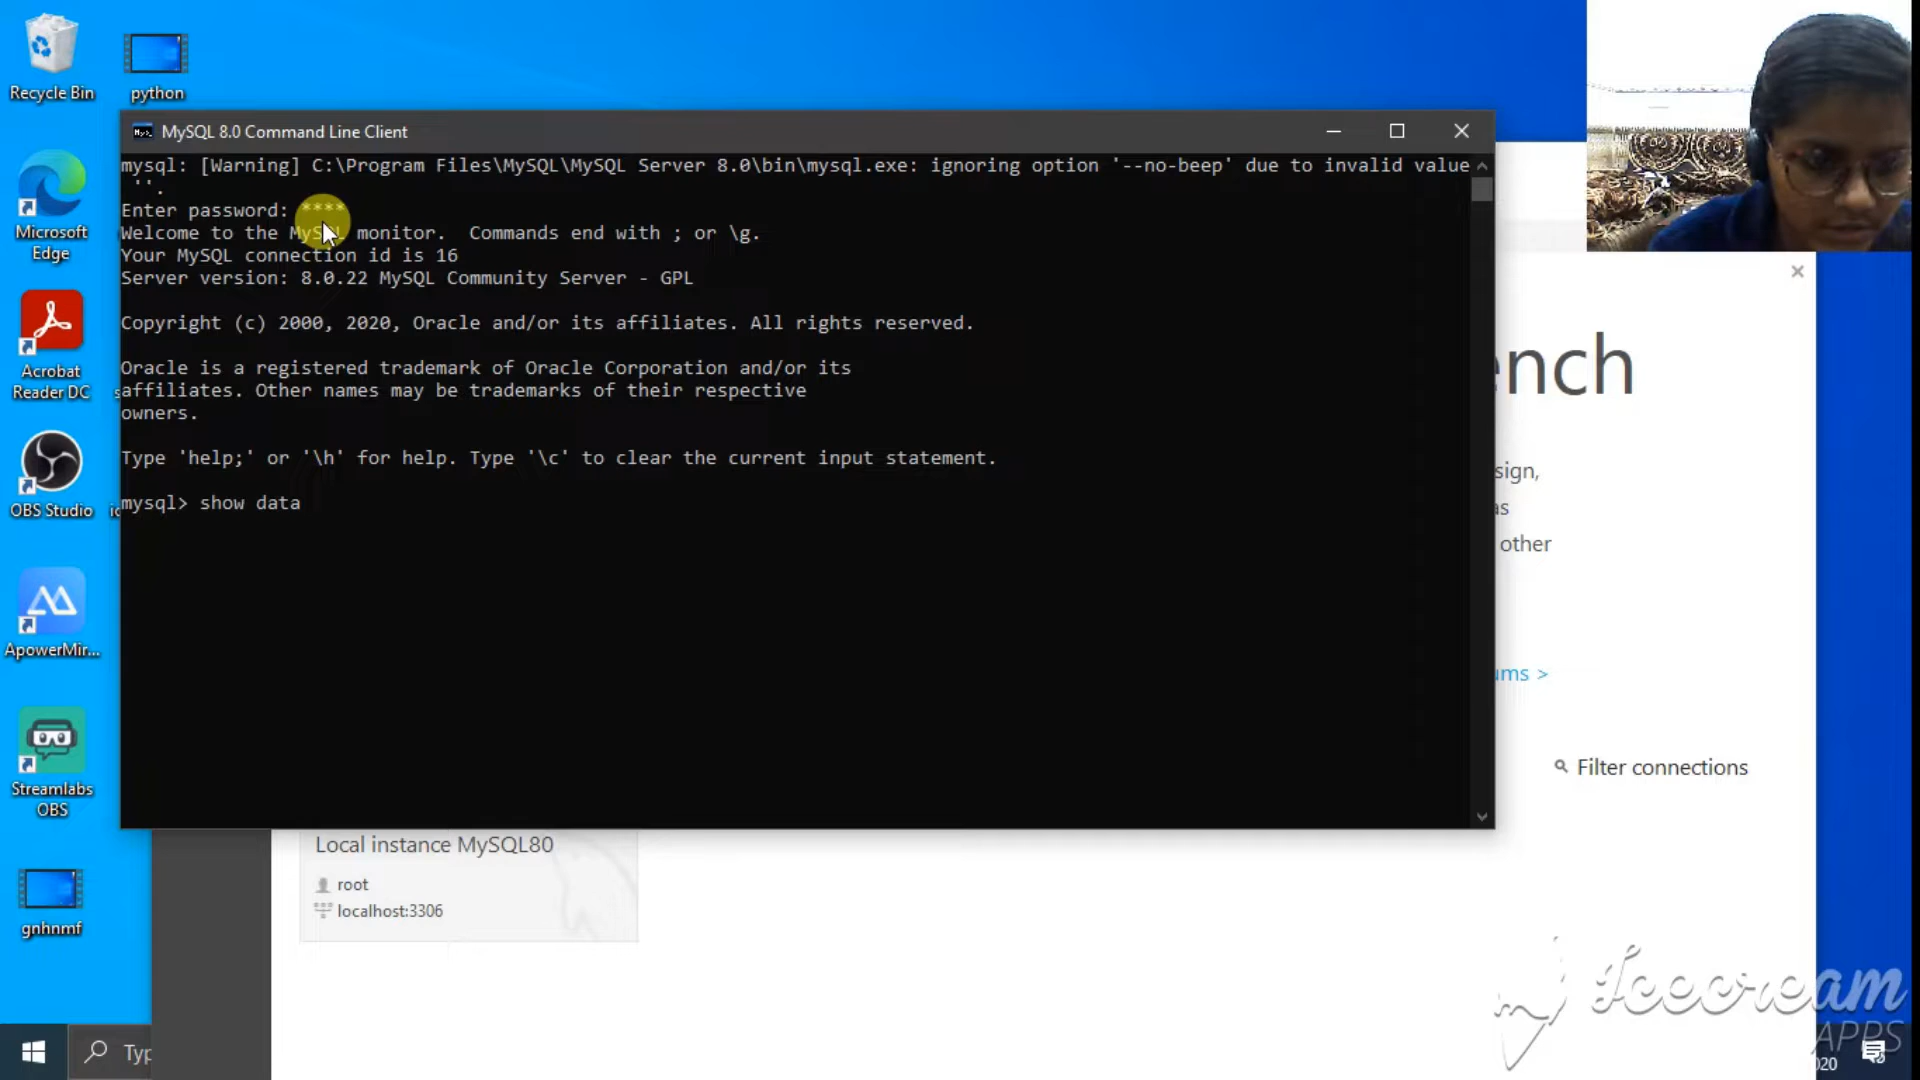 Recycle Bin
python
Microsoft
Edge
Acrobat
Reader DC
OBS Studio
ApowerMir...
Streamlabs
OBS
gnhnmf
MySQL 8.0 Command Line Client
mysql: [Warning] C:\Program Files\MySQL\MySQL Server 8.0\bin\mysql.exe: ignoring option '--no-beep' due to invalid value
''.
Enter password: ****
Welcome to the MySQL monitor.  Commands end with ; or \g.
Your MySQL connection id is 16
Server version: 8.0.22 MySQL Community Server - GPL
Copyright (c) 2000, 2020, Oracle and/or its affiliates. All rights reserved.
Oracle is a registered trademark of Oracle Corporation and/or its
affiliates. Other names may be trademarks of their respective
owners.
Type 'help;' or '\h' for help. Type '\c' to clear the current input statement.
mysql> show data
ench
sign,
as
other
ums >
Filter connections
Local instance MySQL80
root
localhost:3306
Typ
Icecream
APPS
020